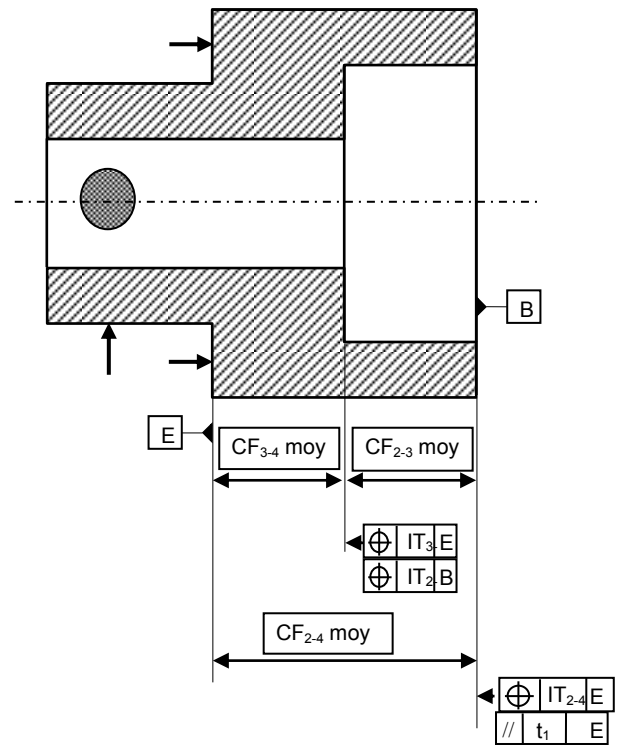 B
E
CF3-4 moy
CF2-3 moy
⌖ IT3- E
⌖ IT2- B
CF2-4 moy
⌖ IT2-4 E
// t1 E